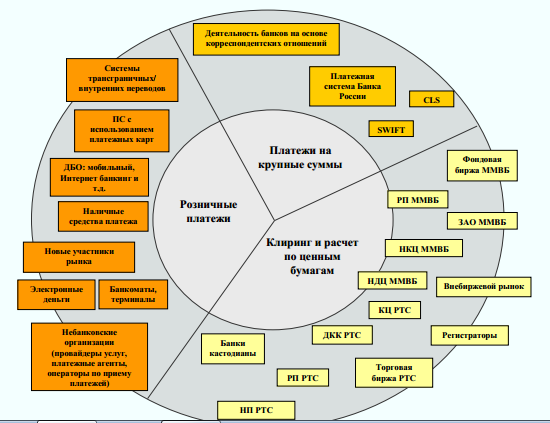 Деятельность банков на основе
корреспондентских отношений
Системы
трансграничных/
внутренних переводов
Платежная
система Банка
России
CLS
ПС с
использованием
платежных карт
SWIFT
Платежи на
крупные суммы
Фондовая
биржа ММВБ
ДБО: мобильный,
Интернет банкинг и
т.д.
РП ММВБ
Розничные
платежи
Наличные
средства платежа
ЗАО ММВБ
Клиринг и расчет
по ценным
бумагам
НКЦ ММВБ
Новые участники
рынка
НДЦ ММВБ
Внебиржевой рынок
Электронные
деньги
Банкоматы,
терминалы
КЦ РТС
Небанковские
организации
(провайдеры услуг,
платежные агенты,
операторы по приему
платежей)
Банки
кастодианы
ДКК РТС
Регистраторы
РП РТС
Торговая
биржа РТС
НП РТС